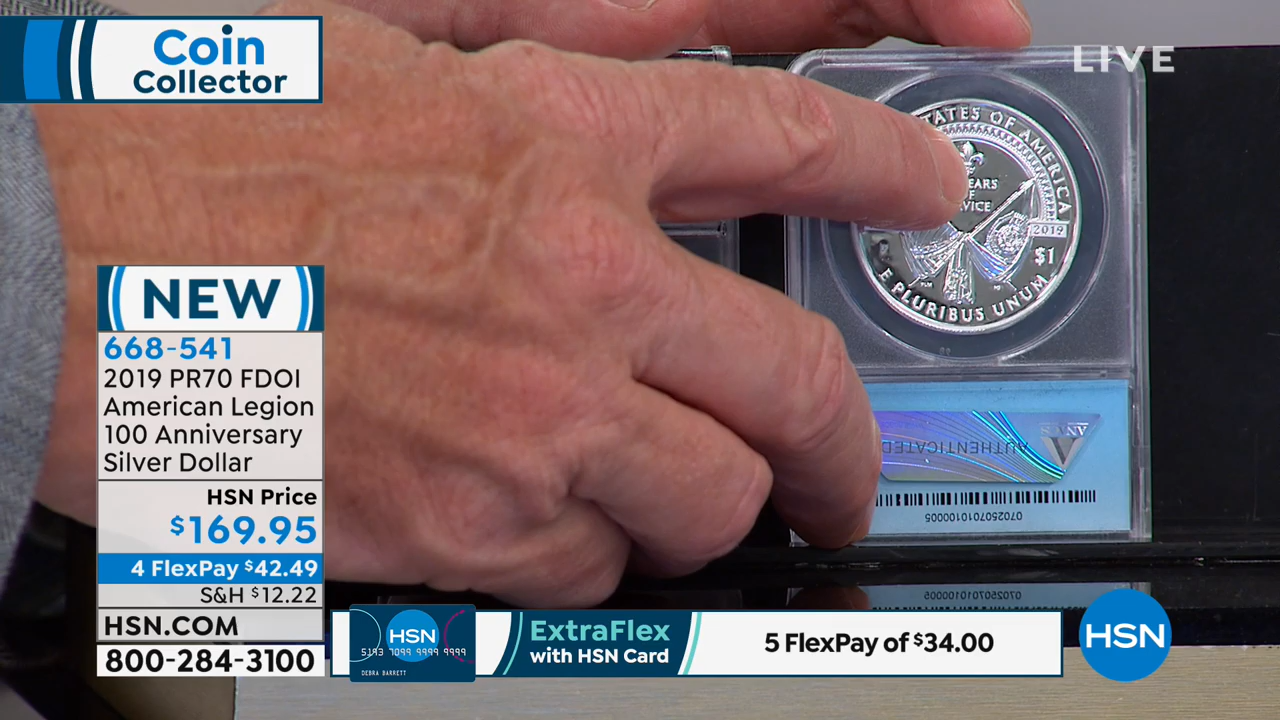 Coin
Collector
LIVE
STATES OF AMERICA
YEARS
2019
$1
E PLURIBUS UNUM
ANACS
AUTHENTICATED
0702507010100005
NEW
668-541
2019 PR70 FDOI
American Legion
100 Anniversary
Silver Dollar
HSN Price
$169.95
4 FlexPay $42.49
S&H $12.22
HSN.COM
800-284-3100
HSN
5193 7099 9999 9999
DEBRA BARRETT
ExtraFlex
with HSN Card
5 FlexPay of $34.00
HSN